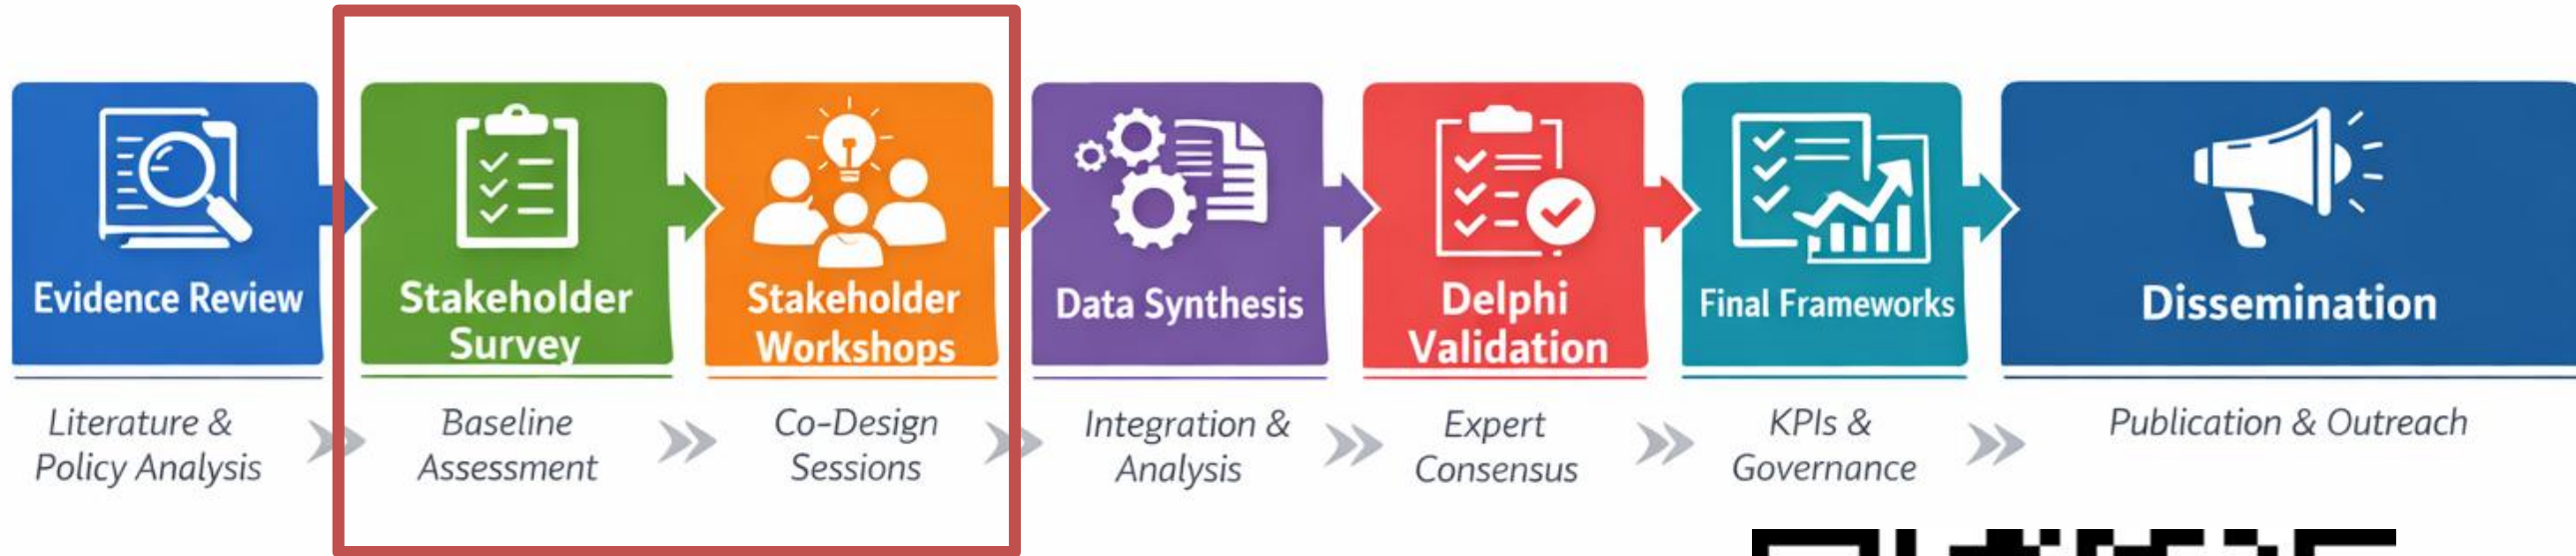 Evidence Review
Literature &
Policy Analysis
Stakeholder
Survey
Baseline
Assessment
Stakeholder
Workshops
Co-Design
Sessions
Data Synthesis
Integration &
Analysis
Delphi
Validation
Expert
Consensus
Final Frameworks
KPIs &
Governance
Dissemination
Publication & Outreach